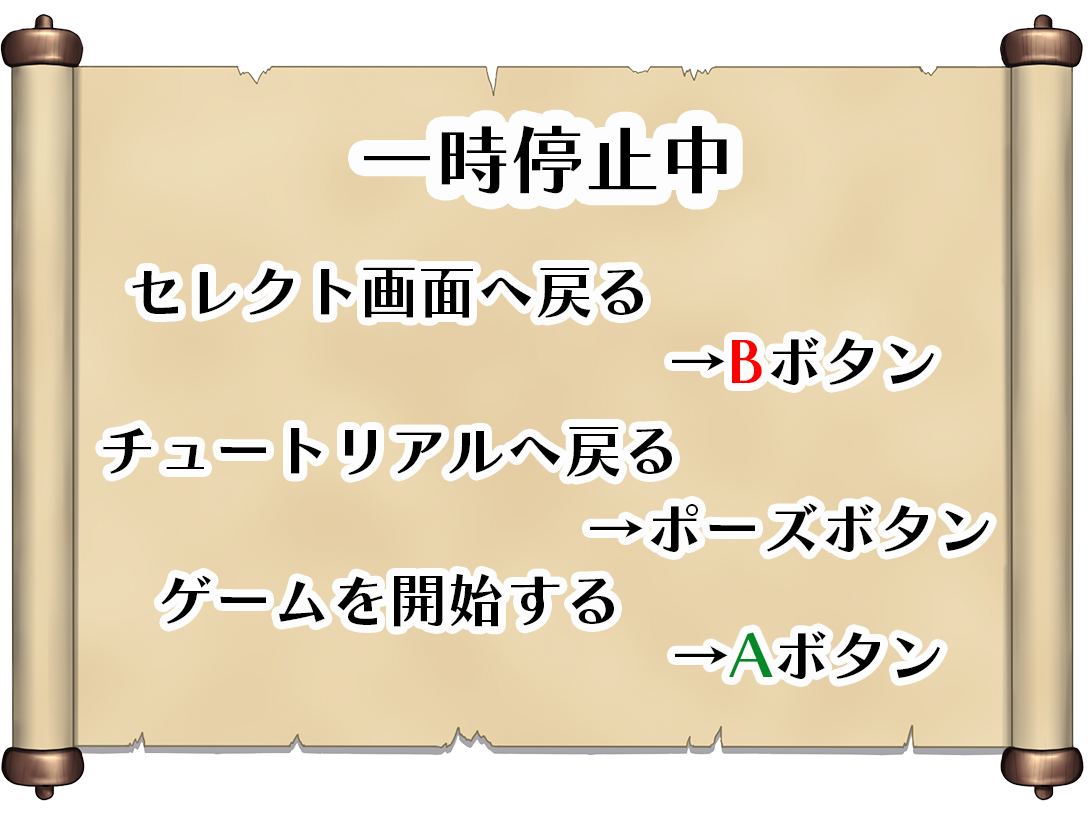 一時停止中
セレクト画面へ戻る
→Bボタン
チュートリアルへ戻る
→ポーズボタン
ゲームを開始する
→Aボタン